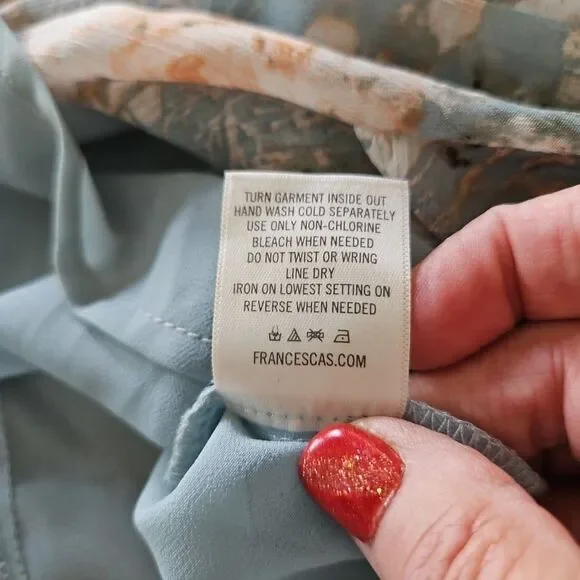 TURN GARMENT INSIDE OUT
HAND WASH COLD SEPARATELY
USE ONLY NON-CHLORINE
BLEACH WHEN NEEDED
DO NOT TWIST OR WRING
LINE DRY
IRON ON LOWEST SETTING ON
REVERSE WHEN NEEDED
FRANCESCAS.COM